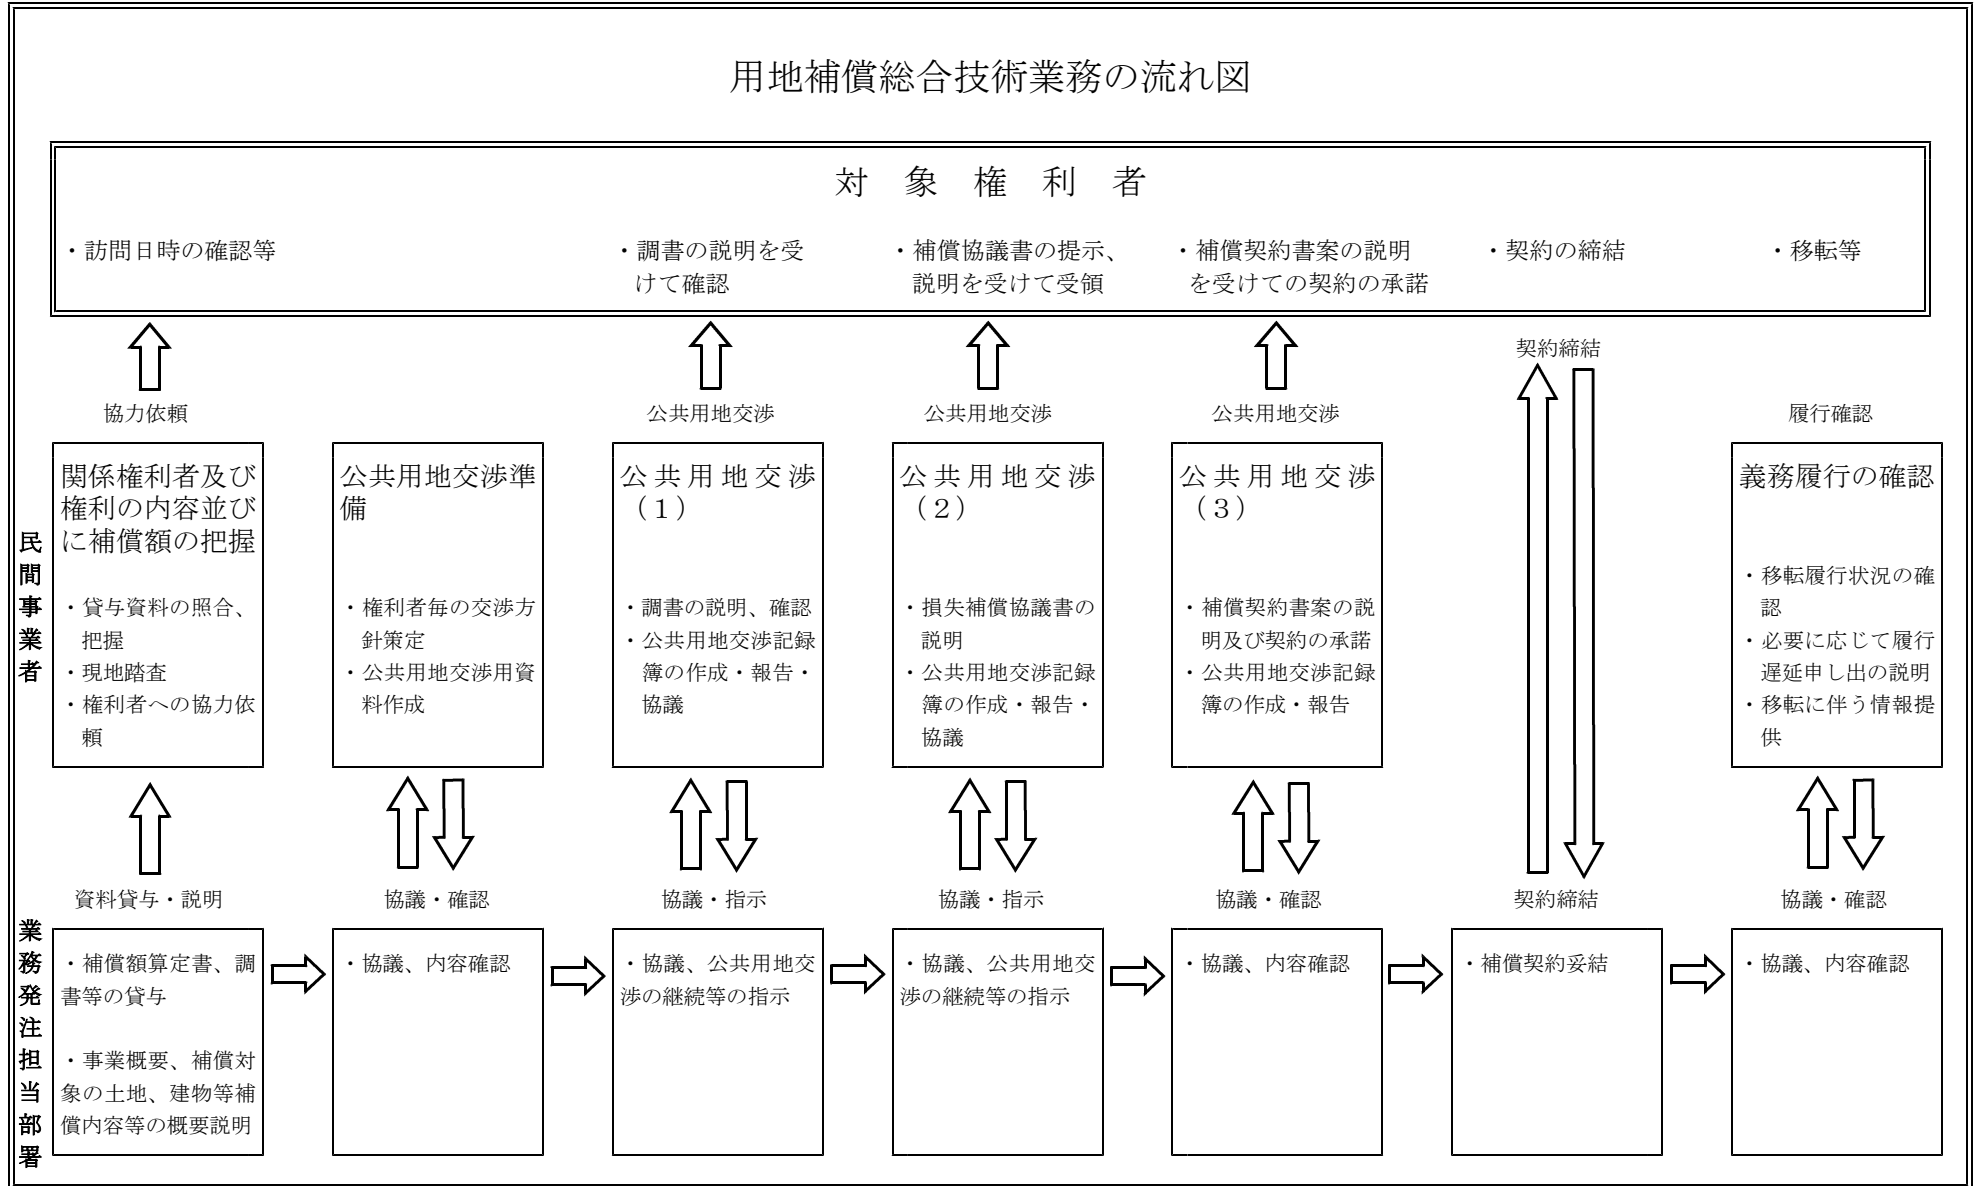 用地補償総合技術業務の流れ図
対　象　権　利　者
・訪問日時の確認等
・調書の説明を受
けて確認
・補償協議書の提示、
説明を受けて受領
・補償契約書案の説明
を受けての契約の承諾
・契約の締結
・移転等
協力依頼
公共用地交渉
公共用地交渉
公共用地交渉
契約締結
履行確認
民間事業者
関係権利者及び
権利の内容並び
に補償額の把握
・貸与資料の照合、
把握
・現地踏査
・権利者への協力依
頼
公共用地交渉準
備
・権利者毎の交渉方
針策定
・公共用地交渉用資
料作成
公共用地交渉
（１）
・調書の説明、確認
・公共用地交渉記録
簿の作成・報告・
協議
公共用地交渉
（２）
・損失補償協議書の
説明
・公共用地交渉記録
簿の作成・報告・
協議
公共用地交渉
（３）
・補償契約書案の説
明及び契約の承諾
・公共用地交渉記録
簿の作成・報告
義務履行の確認
・移転履行状況の確
認
・必要に応じて履行
遅延申し出の説明
・移転に伴う情報提
供
資料貸与・説明
協議・確認
協議・指示
協議・指示
協議・確認
契約締結
協議・確認
業務発注担当部署
・補償額算定書、調
書等の貸与
・事業概要、補償対
象の土地、建物等補
償内容等の概要説明
・協議、内容確認
・協議、公共用地交
渉の継続等の指示
・協議、公共用地交
渉の継続等の指示
・協議、内容確認
・補償契約妥結
・協議、内容確認